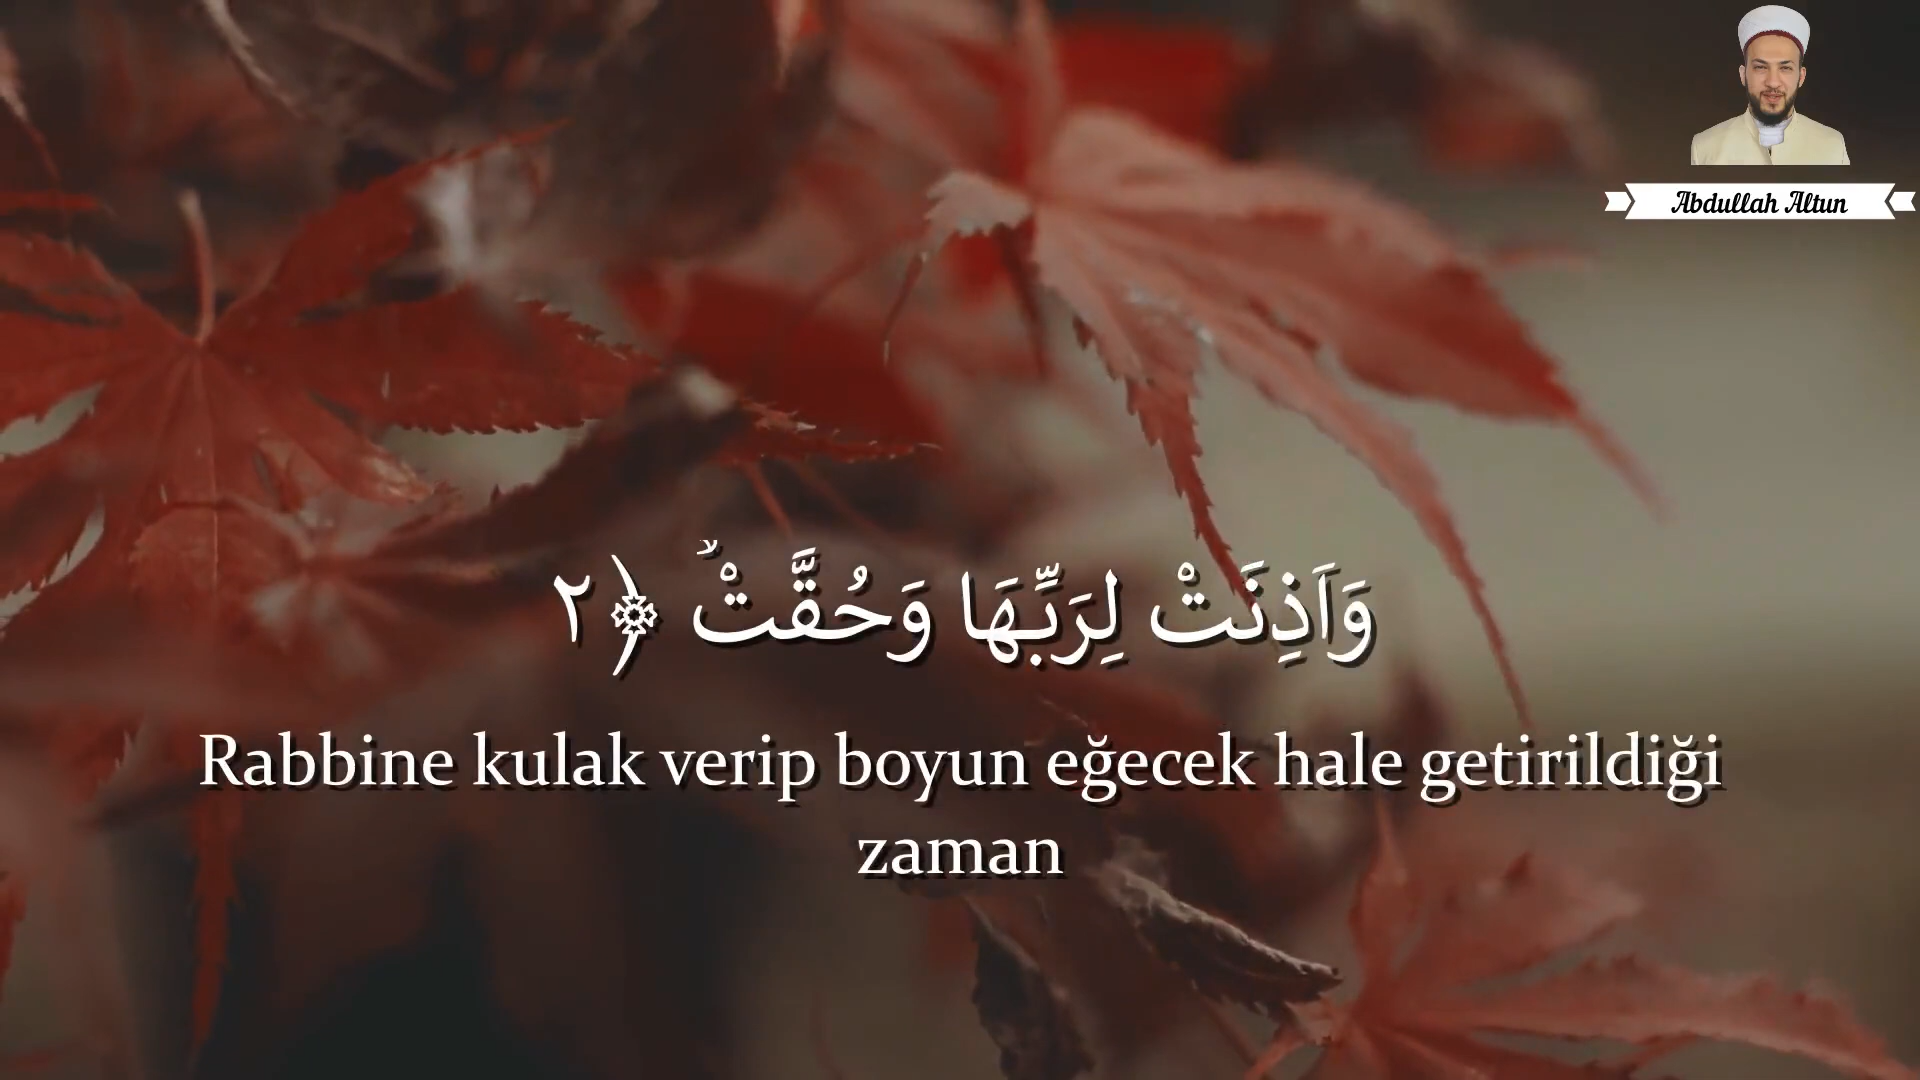 Abdullah Altun
وَاَذِنَتْ لِرَبِّهَا وَحُقَّتْۙ ﴿٢
Rabbine kulak verip boyun eğecek hale getirildiği
zaman